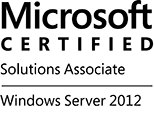 Microsoft
CERTIFIED
Solutions Associate
Windows Server 2012